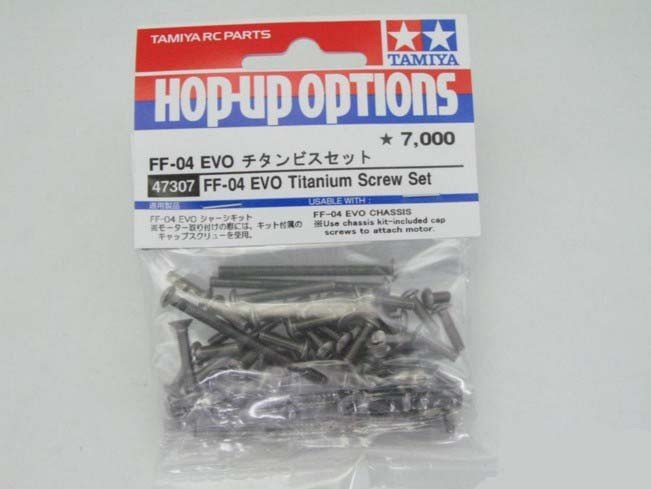 TAMIYA RC PARTS
TAMIYA
HOP-UP OPTIONS
★ 7,000
FF-04 EVO チタンビスセット
47307 FF-04 EVO Titanium Screw Set
適用製品
USABLE WITH :
FF-04 EVO シャーシキット
※モーター取り付けの際には、キット付属の
キャップスクリューを使用。
FF-04 EVO CHASSIS
※Use chassis kit-included cap
screws to attach motor.